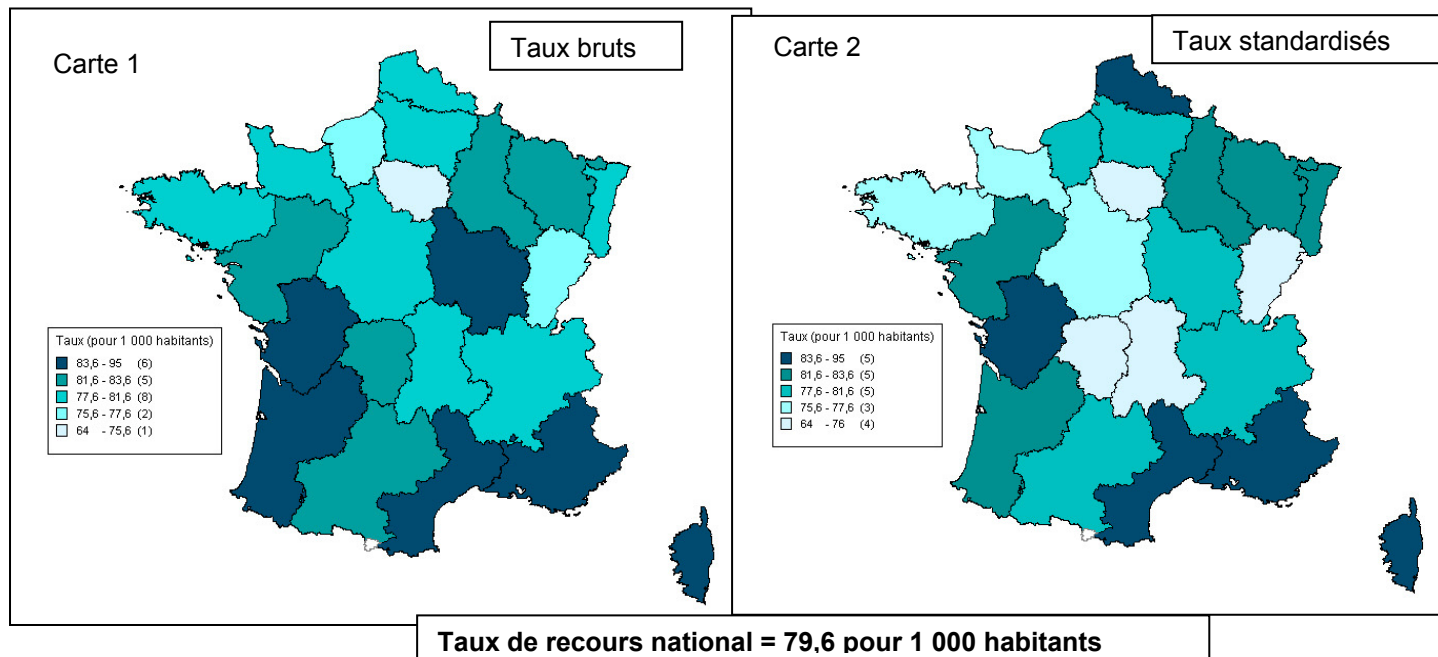 Carte 1
Taux bruts
Taux (pour 1 000 habitants)
83,6 - 95 (6)
81,6 - 83,6 (5)
77,6 - 81,6 (8)
75,6 - 77,6 (2)
64 - 75,6 (1)
Carte 2
Taux standardisés
Taux (pour 1 000 habitants)
83,6 - 95 (5)
81,6 - 83,6 (5)
77,6 - 81,6 (5)
75,6 - 77,6 (3)
64 - 76 (4)
Taux de recours national = 79,6 pour 1 000 habitants